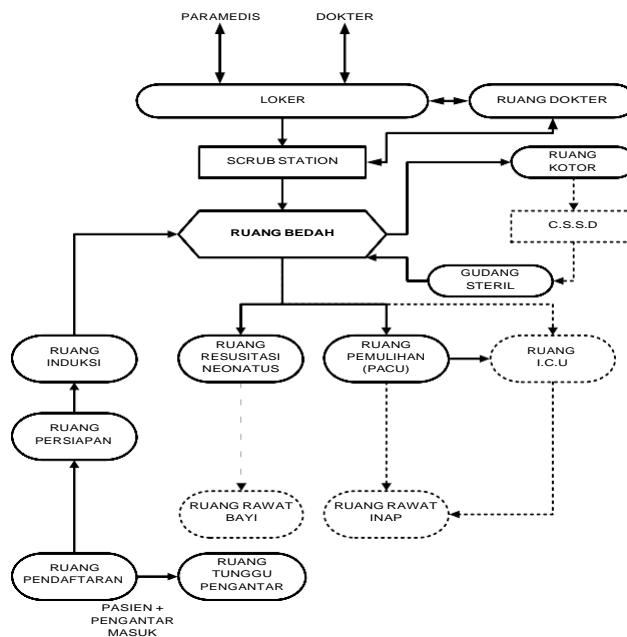 PARAMEDIS
DOKTER
LOKER
RUANG DOKTER
SCRUB STATION
RUANG
KOTOR
RUANG BEDAH
C.S.S.D
GUDANG
STERIL
RUANG
INDUKSI
RUANG
RESUSITASI
NEONATUS
RUANG
PEMULIHAN
(PACU)
RUANG
I.C.U
RUANG
PERSIAPAN
RUANG RAWAT
BAYI
RUANG RAWAT
INAP
RUANG
PENDAFTARAN
RUANG
TUNGGU
PENGANTAR
PASIEN +
PENGANTAR
MASUK